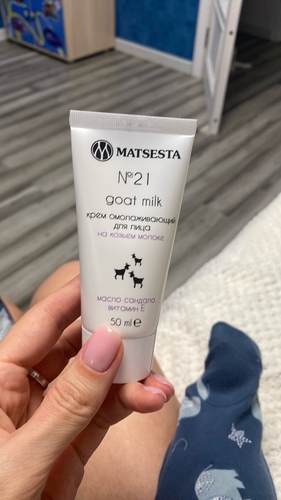 MATSESTA
№21
goat milk
крем омолаживающий
для лица
на козьем молоке
масло сандала
витамин Е
50 ml ℮